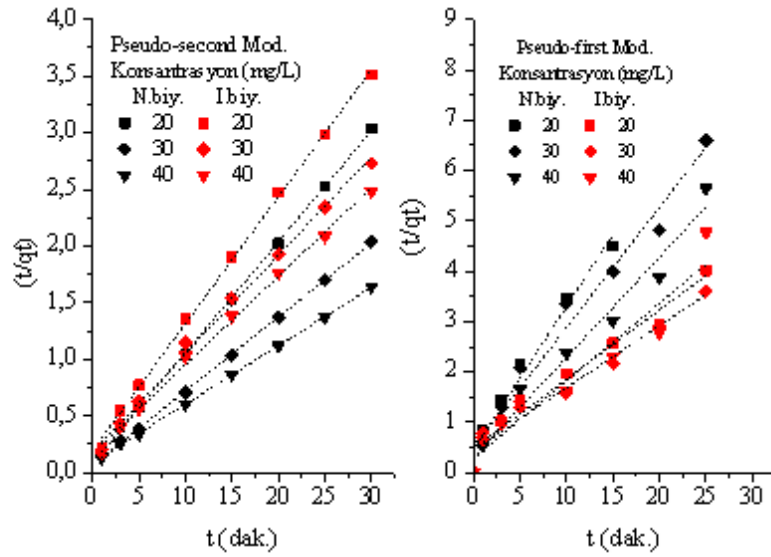 4,0
3,5
3,0
2,5
2,0
1,5
1,0
0,5
0,0
(t/qt)
Pseudo-second Mod.
Konsantrasyon (mg/L)
N.biy. I.biy.
20 20
30 30
40 40
0 5 10 15 20 25 30
t (dak.)
9
8
7
6
5
4
3
2
1
0
(t/qt)
Pseudo-first Mod.
Konsantrasyon (mg/L)
N.biy. I.biy.
20 20
30 30
40 40
0 5 10 15 20 25 30
t (dak.)